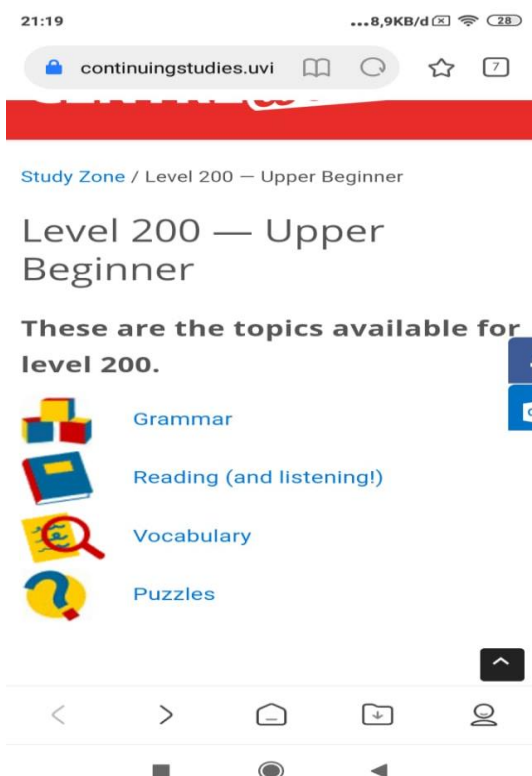 21:19
...8,9KB/d
28
continuingstudies.uvi
7
Study Zone / Level 200 — Upper Beginner
Level 200 — Upper
Beginner
These are the topics available for
level 200.
Grammar
Reading (and listening!)
Vocabulary
Puzzles